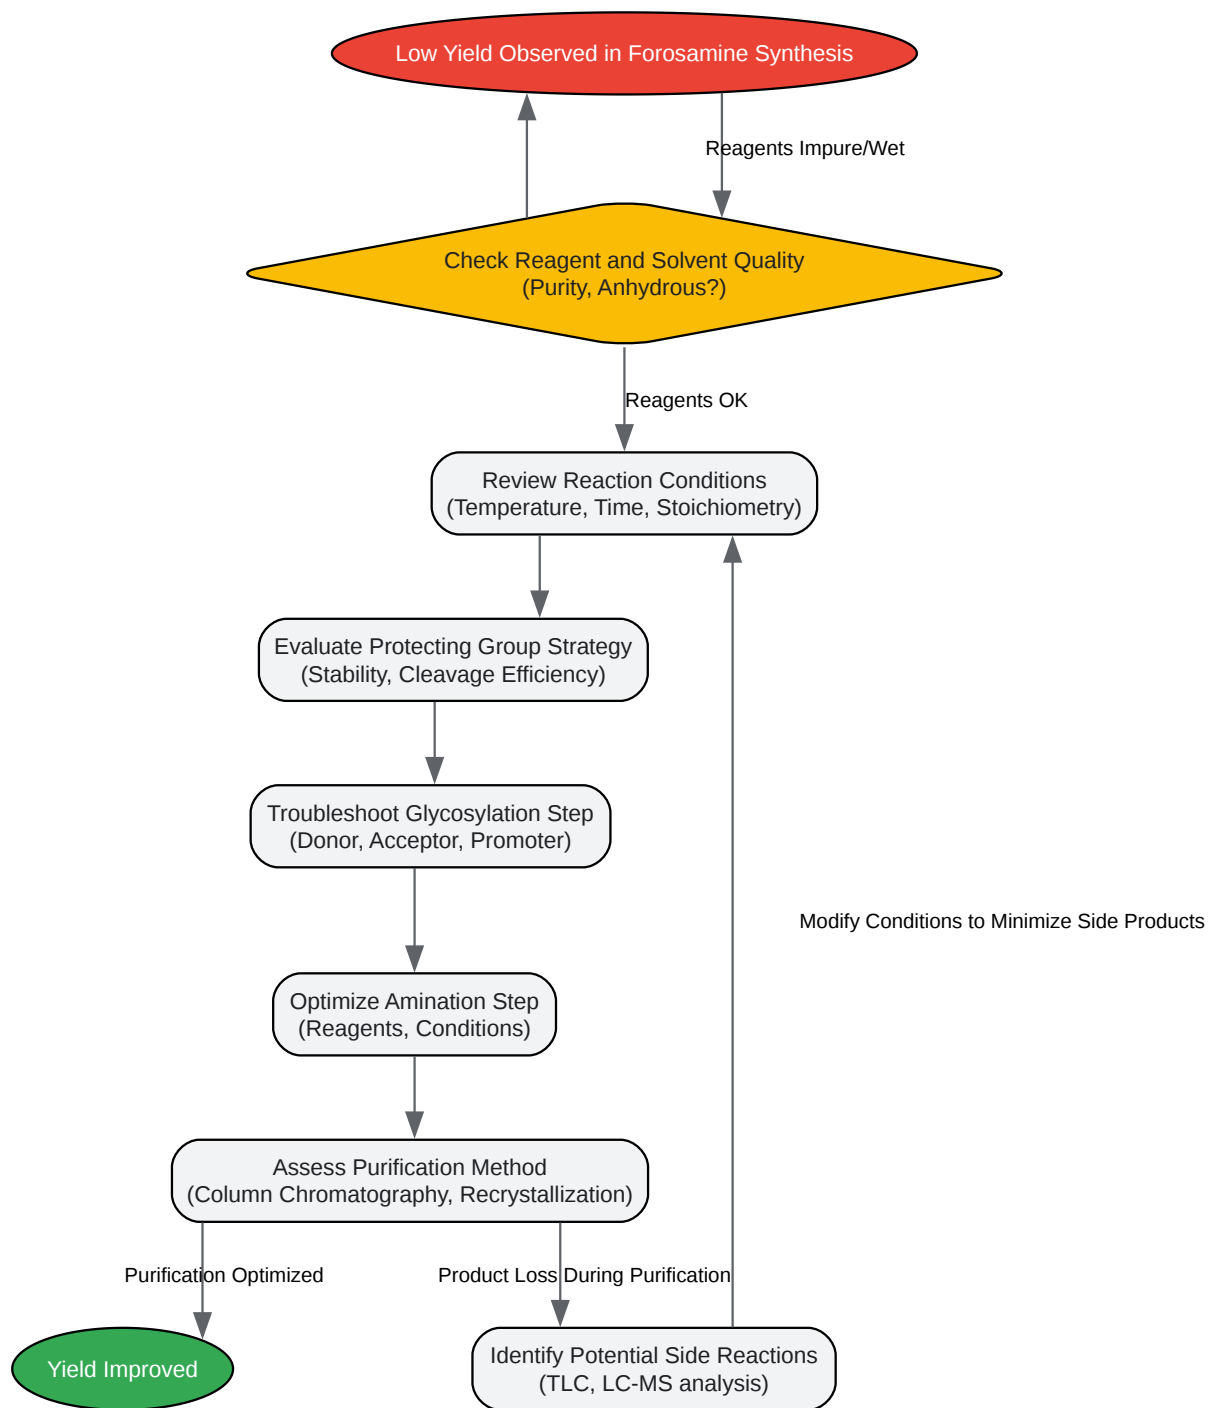 Low Yield Observed in Forosamine Synthesis
Reagents Impure/Wet
Check Reagent and Solvent Quality
(Purity, Anhydrous?)
Reagents OK
Review Reaction Conditions
(Temperature, Time, Stoichiometry)
Evaluate Protecting Group Strategy
(Stability, Cleavage Efficiency)
Troubleshoot Glycosylation Step
(Donor, Acceptor, Promoter)
Modify Conditions to Minimize Side Products
Optimize Amination Step
(Reagents, Conditions)
Assess Purification Method
(Column Chromatography, Recrystallization)
Purification Optimized
Product Loss During Purification
Yield Improved
Identify Potential Side Reactions
(TLC, LC-MS analysis)